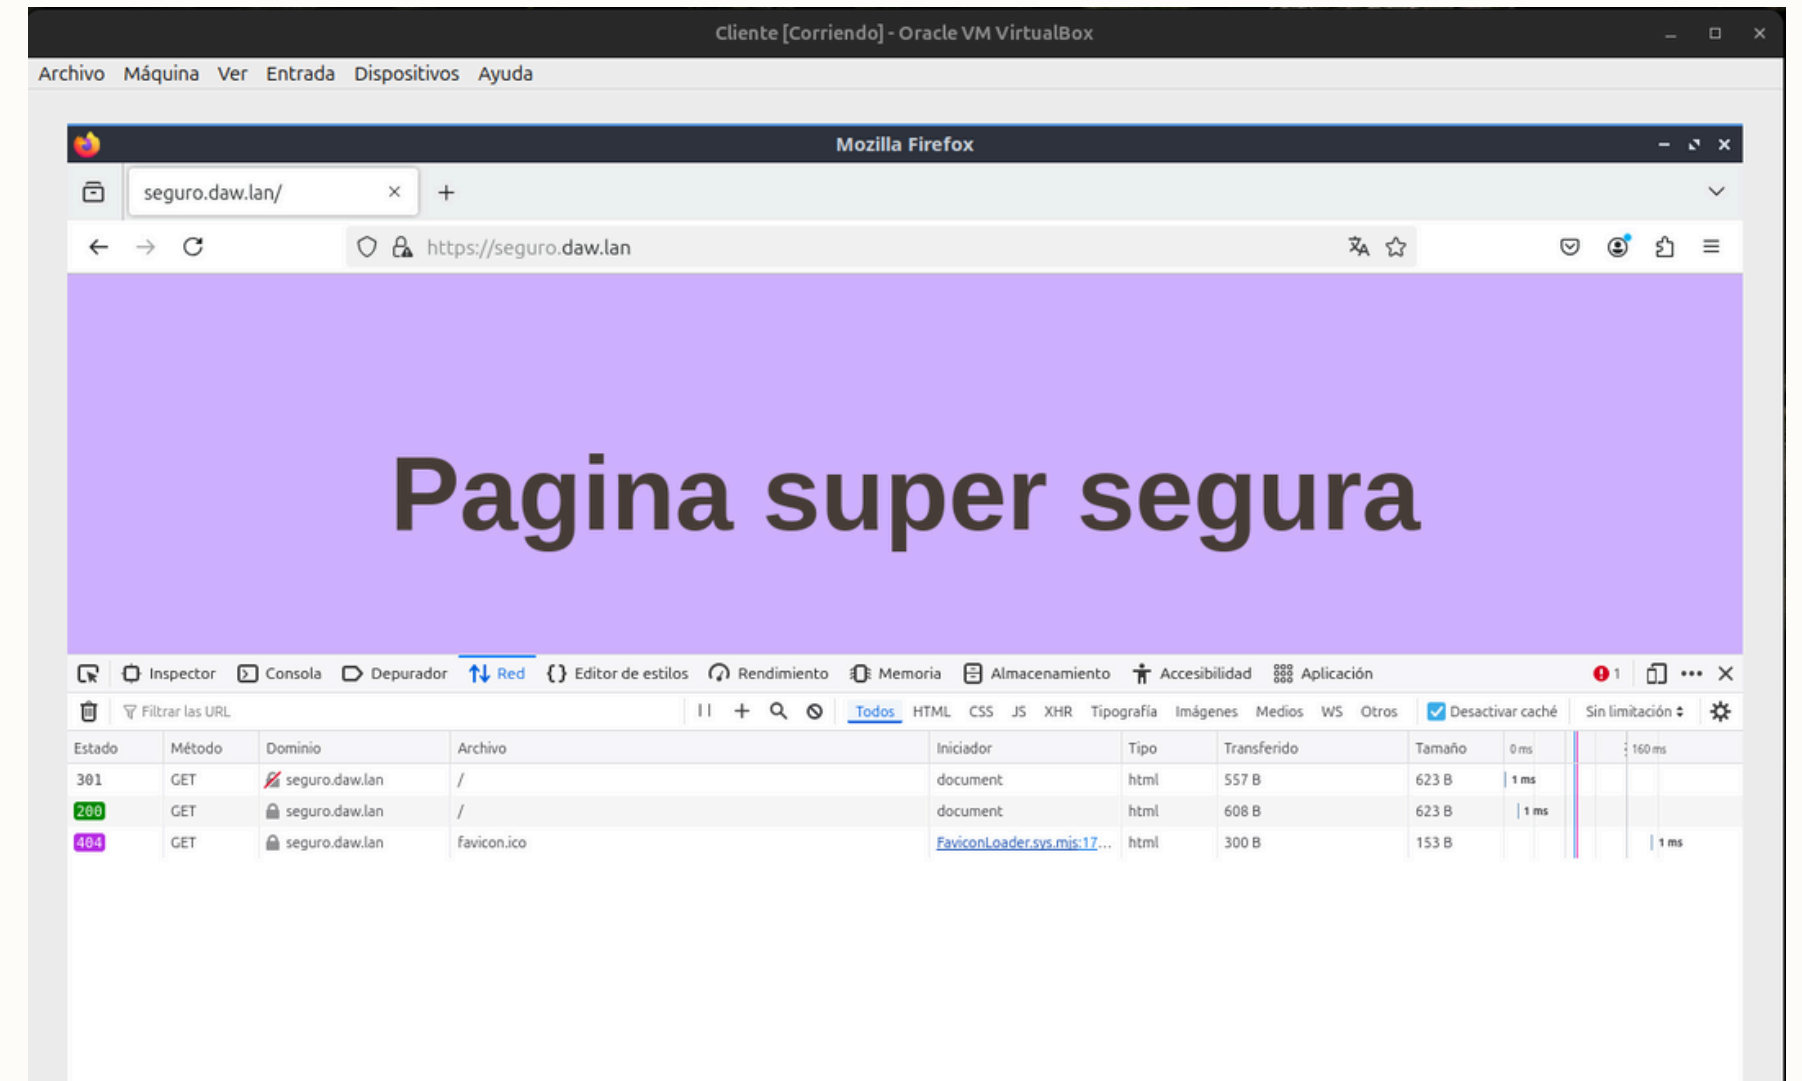 Cliente [Corriendo] - Oracle VM VirtualBox
Archivo Máquina Ver Entrada Dispositivos Ayuda
Mozilla Firefox
seguro.daw.lan/
https://seguro.daw.lan
Pagina super segura
Inspector Consola Depurador Red Editor de estilos Rendimiento Memoria Almacenamiento Accesibilidad Aplicación 1
Filtrar las URL Todos HTML CSS JS XHR Tipografía Imágenes Medios WS Otros Desactivar caché Sin limitación
Estado Método Dominio Archivo Iniciador Tipo Transferido Tamaño 0 ms 160 ms
301 GET seguro.daw.lan / document html 557 B 623 B 1 ms
200 GET seguro.daw.lan / document html 608 B 623 B 1 ms
404 GET seguro.daw.lan favicon.ico FaviconLoader.sys.mjs:17... html 300 B 153 B 1 ms